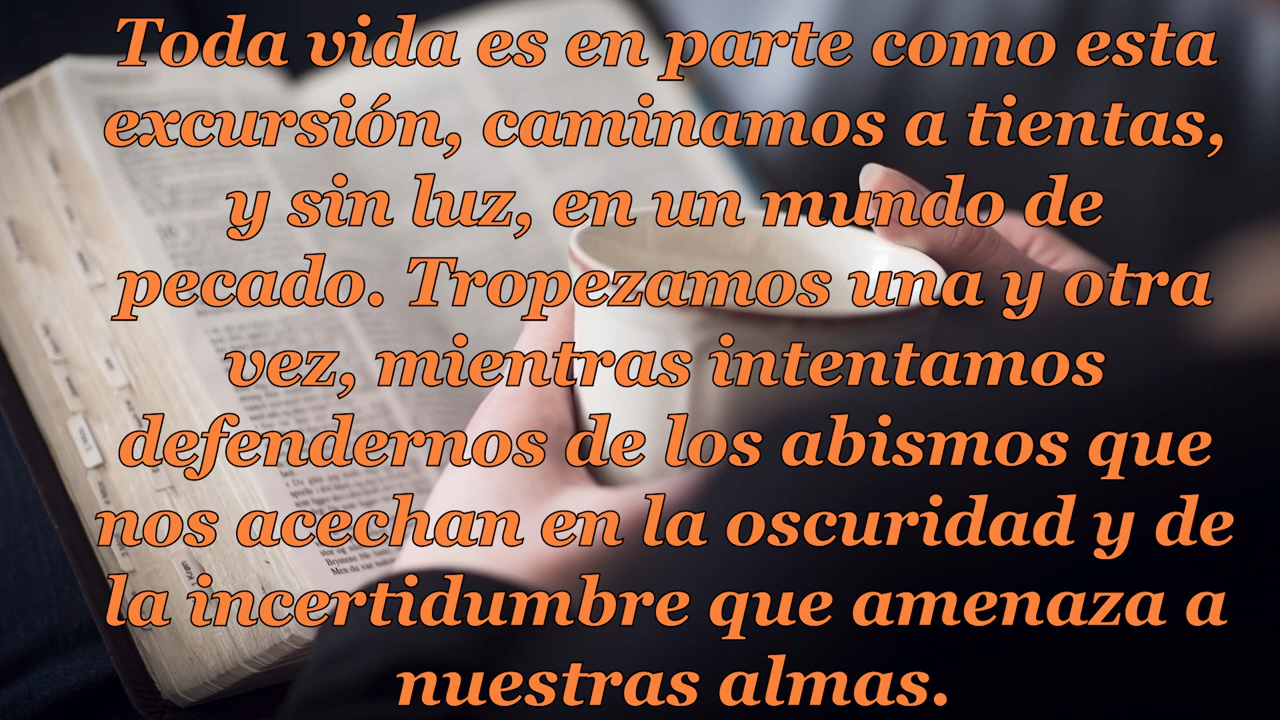 Toda vida es en parte como esta
excursión, caminamos a tientas,
y sin luz, en un mundo de
pecado. Tropezamos una y otra
vez, mientras intentamos
defendernos de los abismos que
nos acechan en la oscuridad y de
la incertidumbre que amenaza a
nuestras almas.